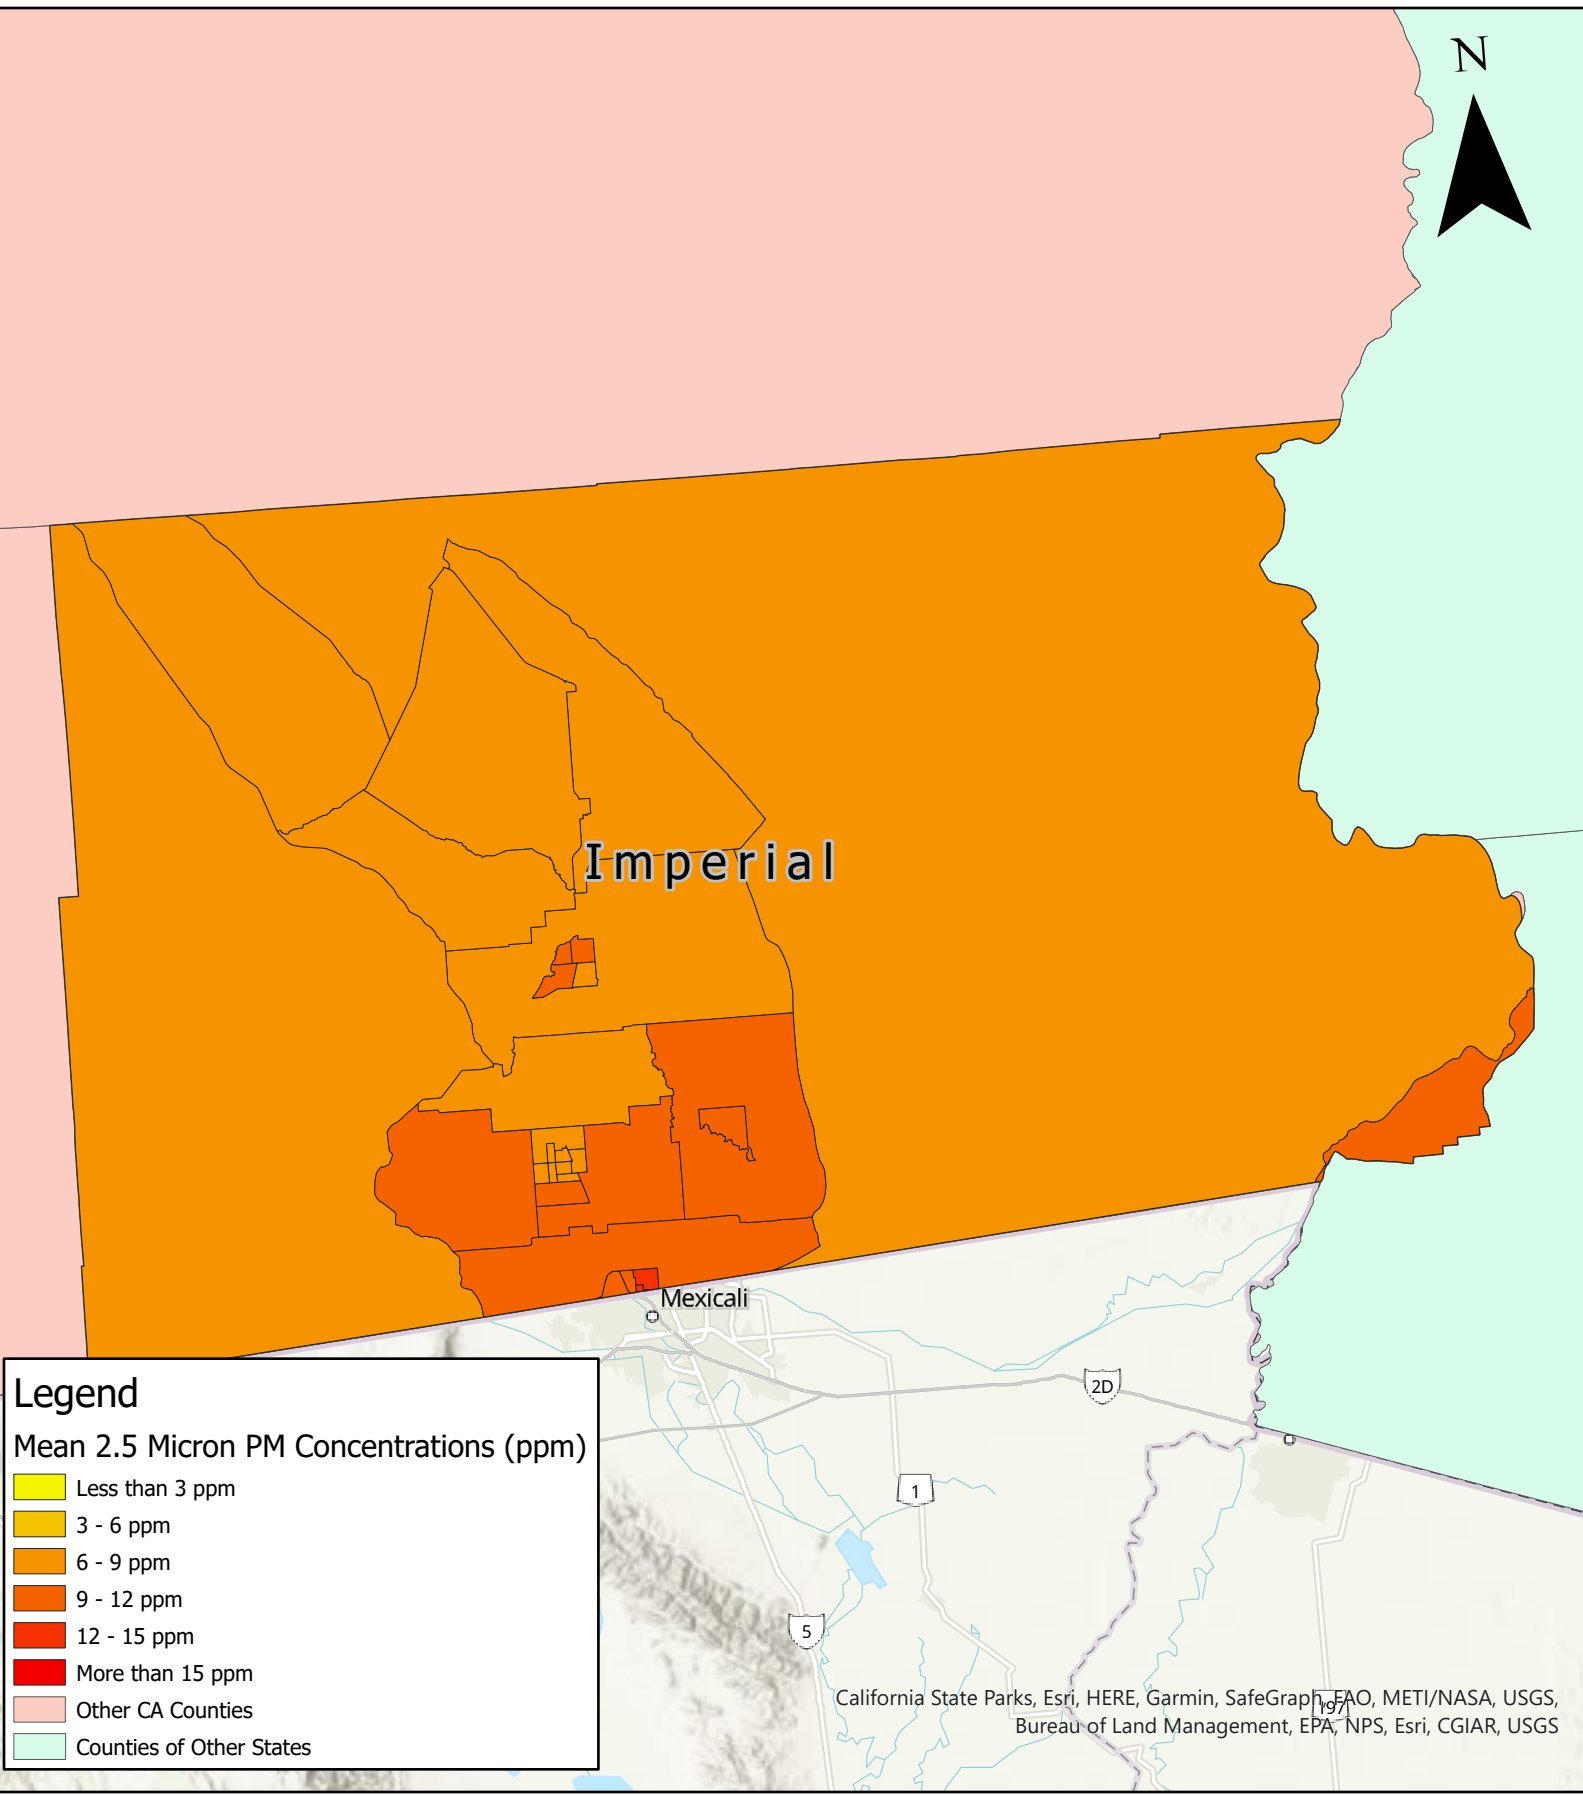 N
Imperial
Mexicali
2D
1
5
Legend
Mean 2.5 Micron PM Concentrations (ppm)
Less than 3 ppm
3 - 6 ppm
6 - 9 ppm
9 - 12 ppm
12 - 15 ppm
More than 15 ppm
Other CA Counties
Counties of Other States
197
California State Parks, Esri, HERE, Garmin, SafeGraph, FAO, METI/NASA, USGS,
Bureau of Land Management, EPA, NPS, Esri, CGIAR, USGS